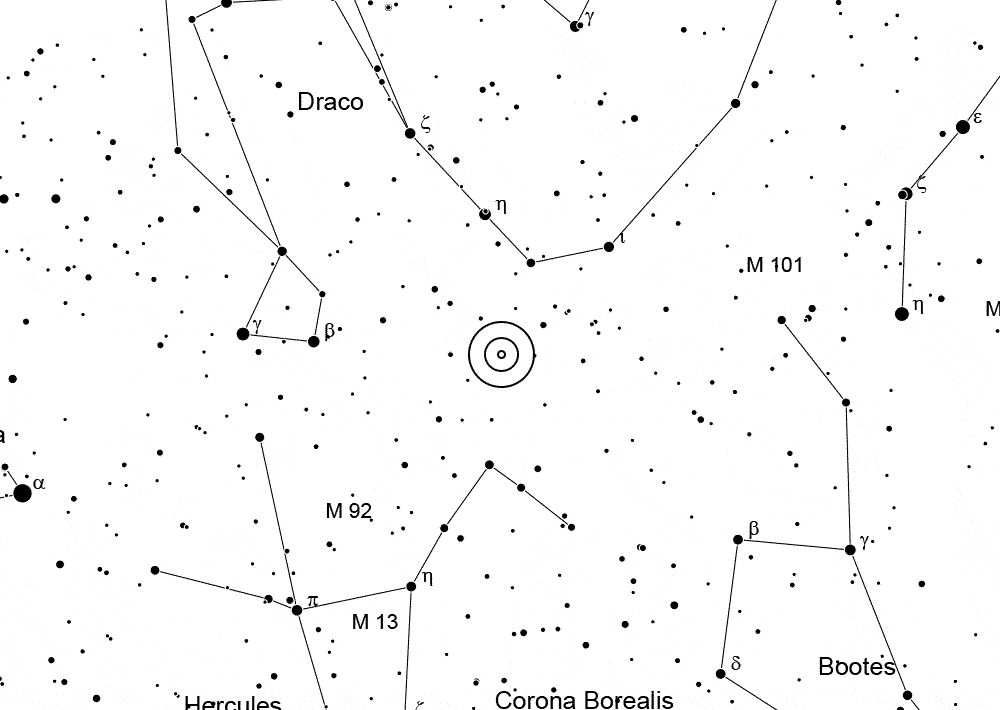 γ
Draco
ζ
ε
ζ
η
ι
M 101
η
M
γ
β
a
α
M 92
β
γ
η
π
M 13
δ
Bootes
Hercules
Corona Borealis
ζ